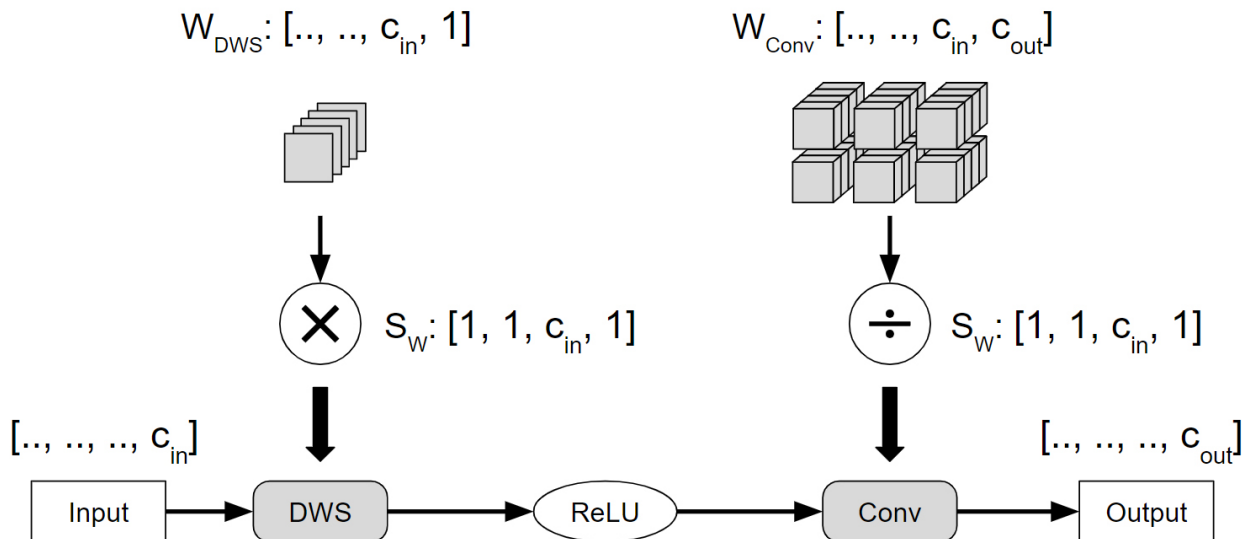 W_DWS: [.., .., c_in, 1]
W_Conv: [.., .., c_in, c_out]
× S_W: [1, 1, c_in, 1]
÷ S_W: [1, 1, c_in, 1]
[.., .., .., c_in]
[.., .., .., c_out]
Input
DWS
ReLU
Conv
Output